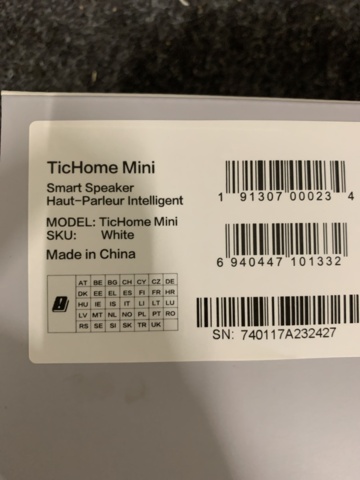 TicHome Mini
Smart Speaker
Haut-Parleur Intelligent
MODEL: TicHome Mini
SKU: White
Made in China
AT BE BG CH CY CZ DE
DK EE EL ES FI FR HR
HU IE IS IT LI LT LU
LV MT NL NO PL PT RO
RS SE SI SK TR UK
1 91307 00023 4
6 940447 101332
SN: 740117A232427